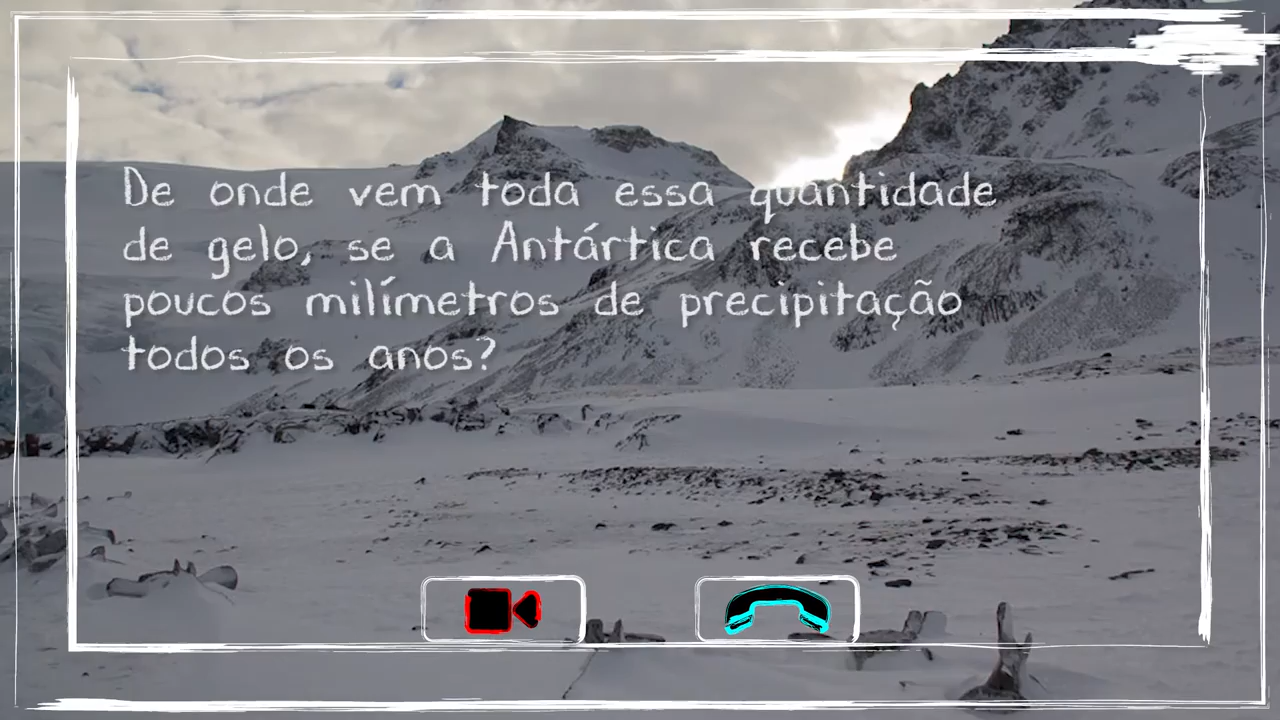 De onde vem toda essa quantidade
de gelo, se a Antártica recebe
poucos milímetros de precipitação
todos os anos?